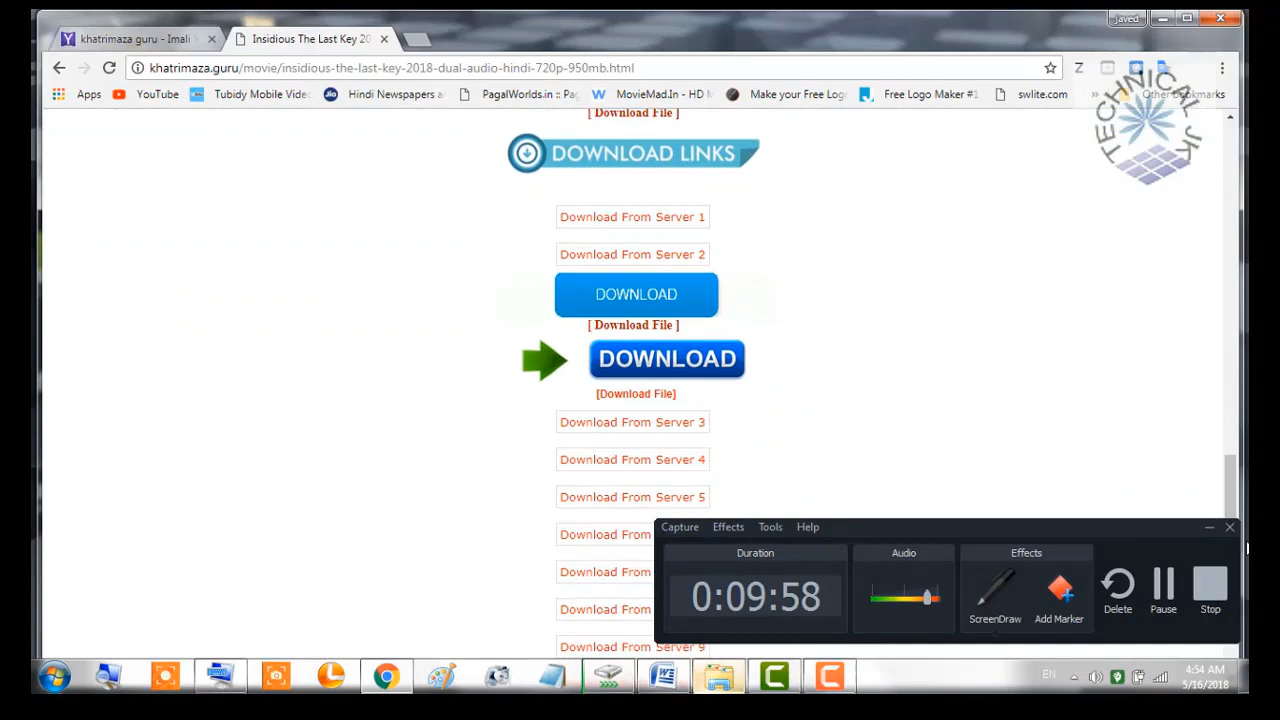 javed
khatrimaza guru - Imali
Insidious The Last Key 20
khatrimaza.guru/movie/insidious-the-last-key-2018-dual-audio-hindi-720p-950mb.html
Apps YouTube Tubidy Mobile Vide Hindi Newspapers a PagalWorlds.in :: Pa MovieMad.In - HD M Make your Free Log Free Logo Maker #1 swlite.com » Other bookmarks
TECHNICAL JK
[ Download File ]
DOWNLOAD LINKS
Download From Server 1
Download From Server 2
DOWNLOAD
[ Download File ]
DOWNLOAD
[Download File]
Download From Server 3
Download From Server 4
Download From Server 5
Download From
Download From
Download From
Download From Server 9
Capture Effects Tools Help
Duration Audio Effects
0:09:58
ScreenDraw Add Marker Delete Pause Stop
EN
4:54 AM
5/16/2018